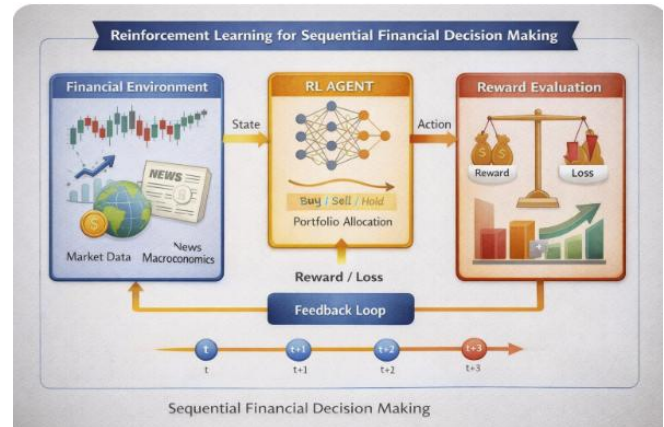 Reinforcement Learning for Sequential Financial Decision Making
Financial Environment
NEWS
Market Data
News
Macroeconomics
State
RL AGENT
Buy / Sell / Hold
Portfolio Allocation
Action
Reward Evaluation
Reward
Loss
Reward / Loss
Feedback Loop
t
t+1
t+2
t+3
t
t+1
t+2
t+3
Sequential Financial Decision Making